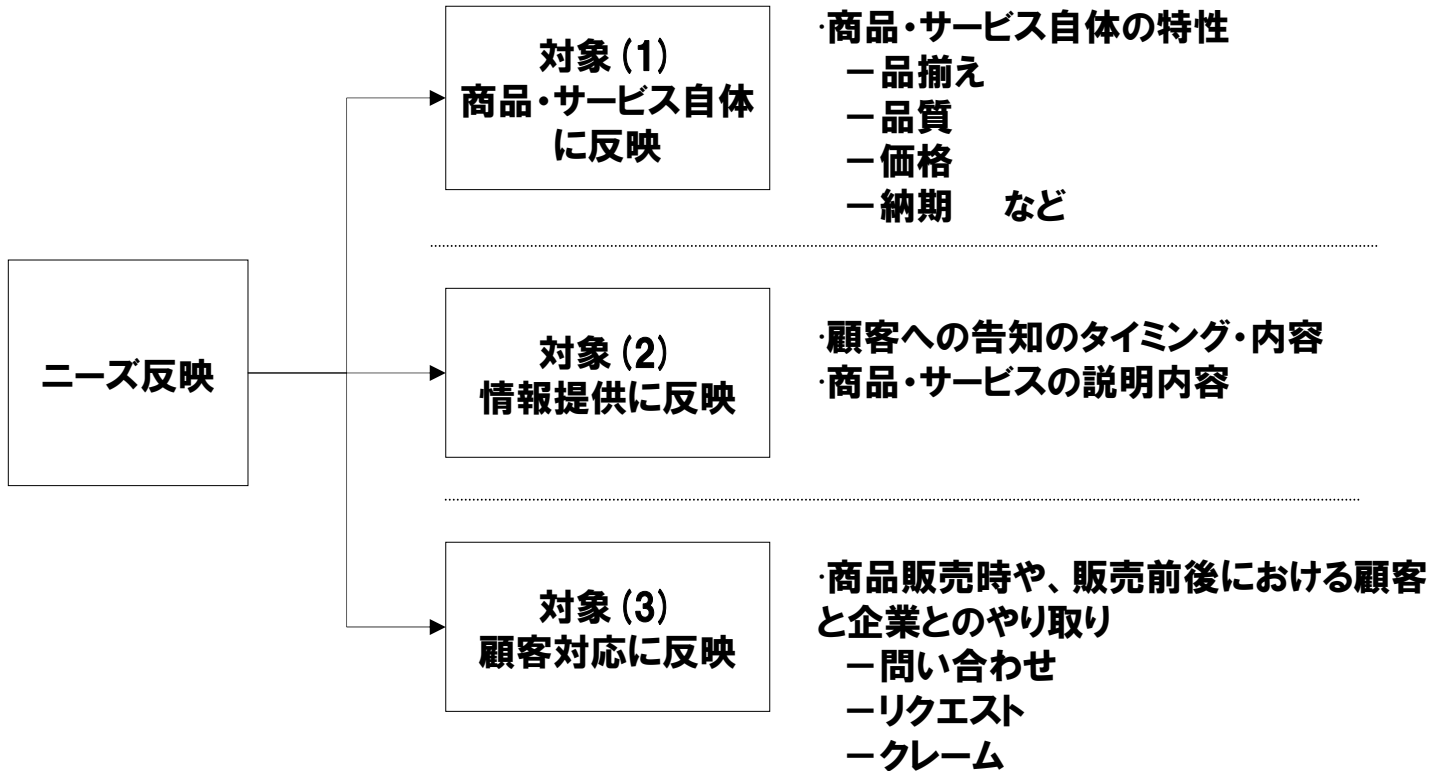 ニーズ反映
対象(1)
商品・サービス自体
に反映
・商品・サービス自体の特性
－品揃え
－品質
－価格
－納期　など
対象(2)
情報提供に反映
・顧客への告知のタイミング・内容
・商品・サービスの説明内容
対象(3)
顧客対応に反映
・商品販売時や、販売前後における顧客
と企業とのやり取り
－問い合わせ
－リクエスト
－クレーム